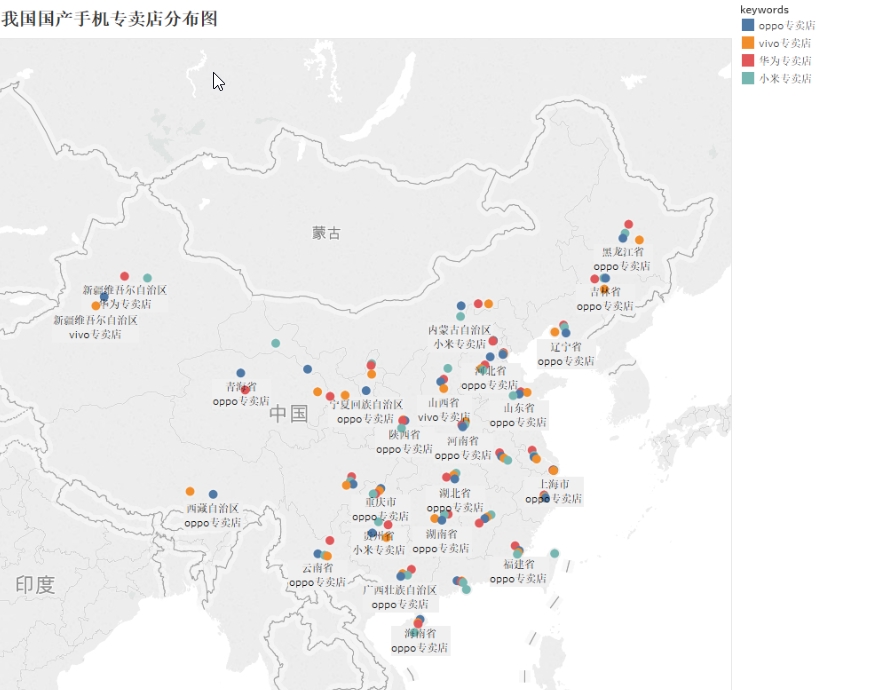 我国国产手机专卖店分布图
keywords
oppo专卖店
vivo专卖店
华为专卖店
小米专卖店
蒙古
黑龙江省
oppo专卖店
吉林省
oppo专卖店
新疆维吾尔自治区
华为专卖店
新疆维吾尔自治区
vivo专卖店
内蒙古自治区
小米专卖店
辽宁省
oppo专卖店
河北省
oppo专卖店
青海省
oppo专卖店
中国
宁夏回族自治区
oppo专卖店
山西省
vivo专卖店
山东省
oppo专卖店
陕西省
oppo专卖店
河南省
oppo专卖店
上海市
oppo专卖店
西藏自治区
oppo专卖店
重庆市
oppo专卖店
湖北省
oppo专卖店
贵州省
小米专卖店
湖南省
oppo专卖店
云南省
oppo专卖店
福建省
oppo专卖店
印度
广西壮族自治区
oppo专卖店
海南省
oppo专卖店